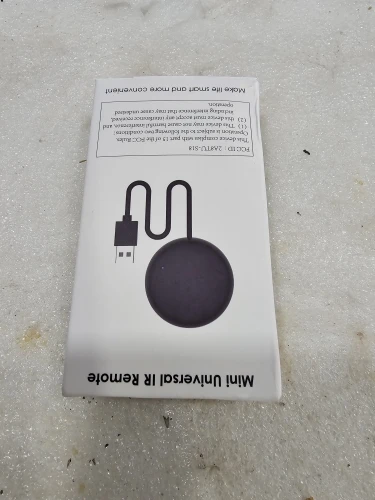 Mini Universal IR Remote
FCC ID : 2A8TU-S18
This device complies with part 15 of the FCC Rules.
Operation is subject to the following two conditions:
(1) This device may not cause harmful interference, and
(2) this device must accept any interference received,
including interference that may cause undesired
operation.
Make life smart and more convenient